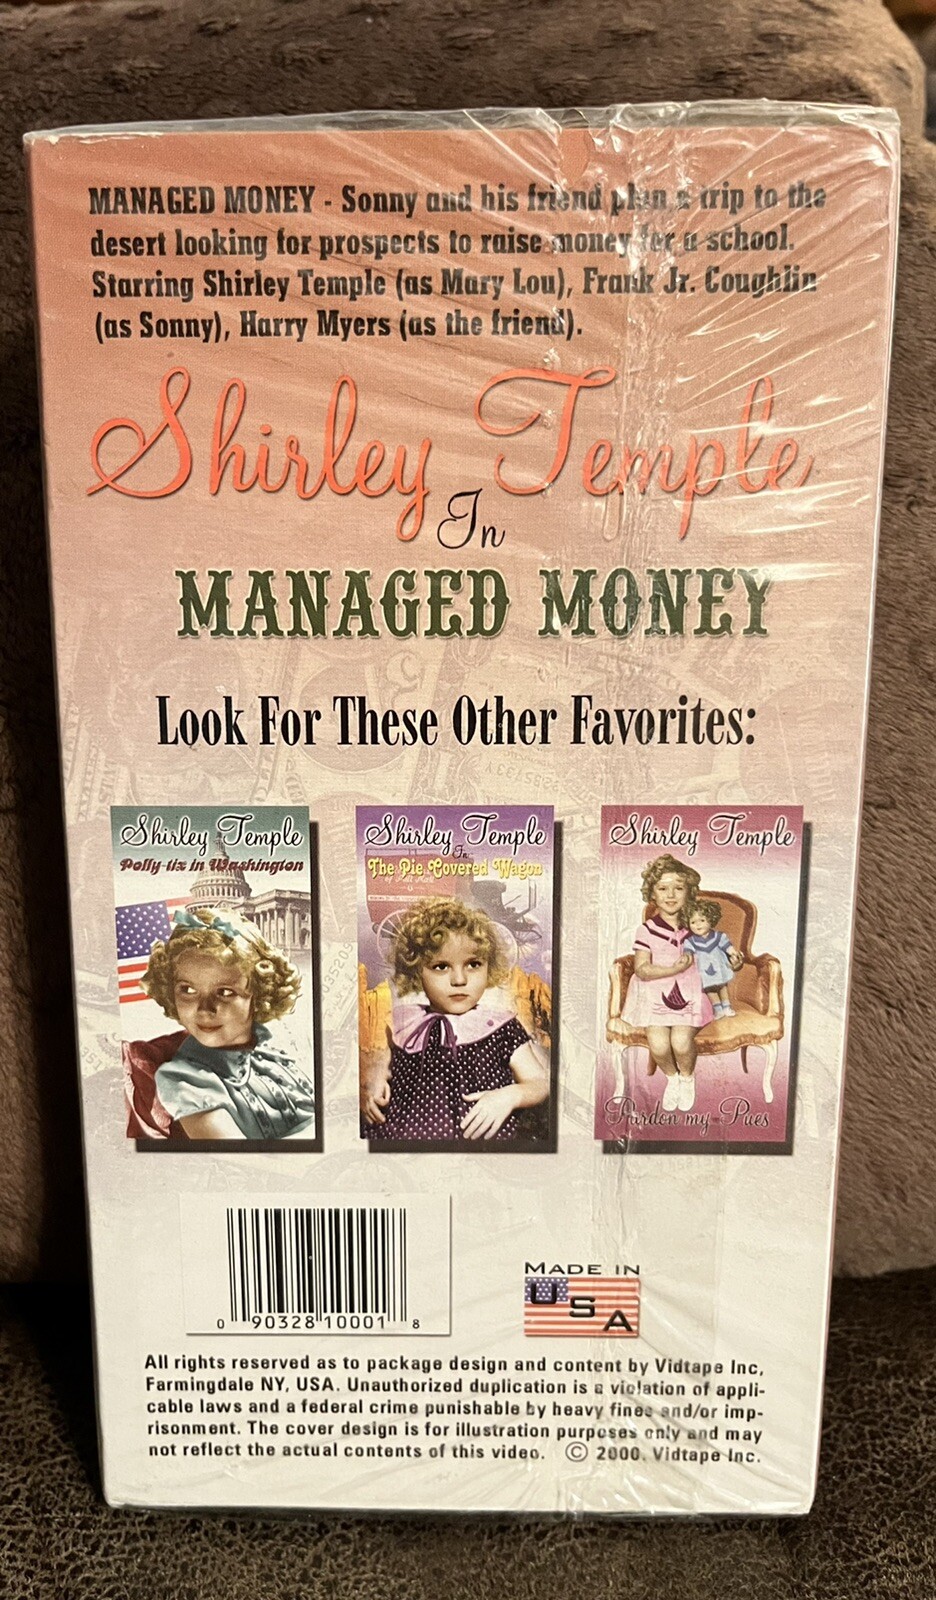 MANAGED MONEY - Sonny and his friend plan a trip to the
desert looking for prospects to raise money for a school.
Starring Shirley Temple (as Mary Lou), Frank Jr. Coughlin
(as Sonny), Harry Myers (as the friend).
Shirley Temple
In
MANAGED MONEY
Look For These Other Favorites:
Shirley Temple
Polly-tix in Washington
Shirley Temple
In
The Pie Covered Wagon
Shirley Temple
Pardon my Pues
0 90328 10001 8
MADE IN
USA
All rights reserved as to package design and content by Vidtape Inc,
Farmingdale NY, USA. Unauthorized duplication is a violation of appli-
cable laws and a federal crime punishable by heavy fines and/or imp-
risonment. The cover design is for illustration purposes only and may
not reflect the actual contents of this video. © 2000. Vidtape Inc.